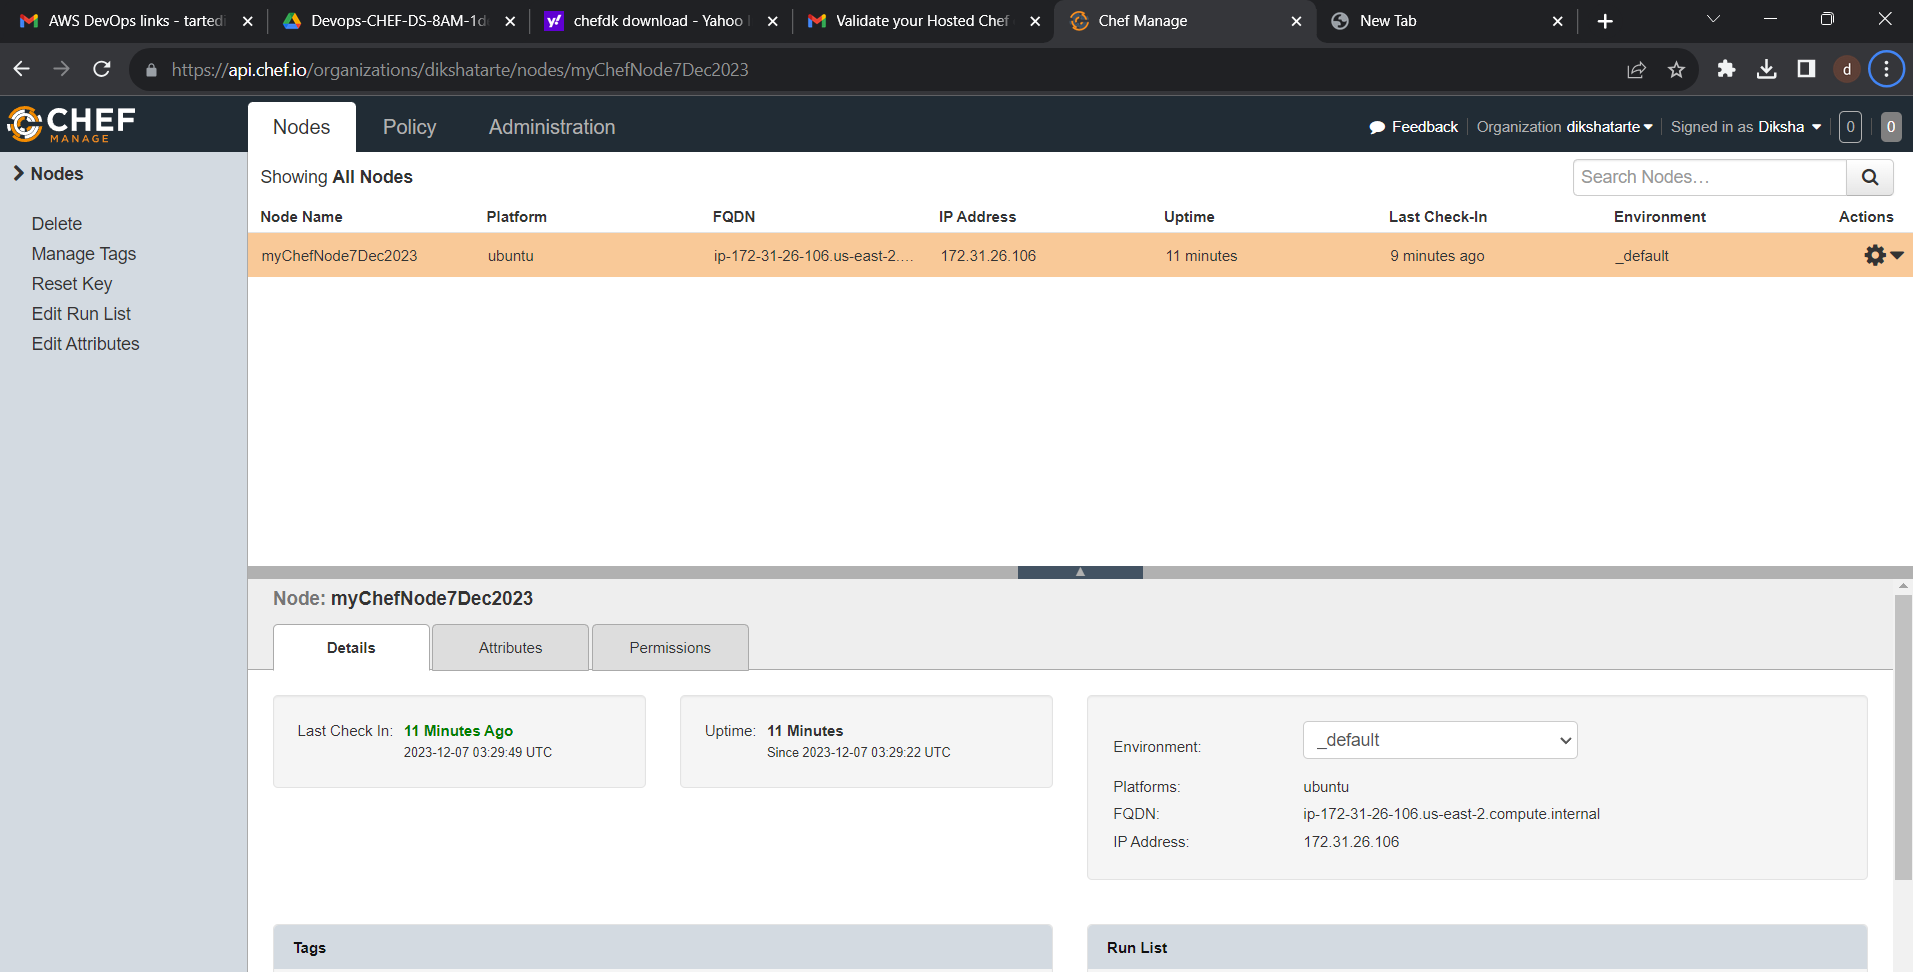 AWS DevOps links - tartedi
Devops-CHEF-DS-8AM-1de
chefdk download - Yahoo
Validate your Hosted Chef
Chef Manage
New Tab
https://api.chef.io/organizations/dikshatarte/nodes/myChefNode7Dec2023
d
CHEF
MANAGE
Nodes
Policy
Administration
Feedback
Organization dikshatarte
Signed in as Diksha
0
0
Nodes
Delete
Manage Tags
Reset Key
Edit Run List
Edit Attributes
Showing All Nodes
Search Nodes…
Node Name Platform FQDN IP Address Uptime Last Check-In Environment Actions
myChefNode7Dec2023 ubuntu ip-172-31-26-106.us-east-2.... 172.31.26.106 11 minutes 9 minutes ago _default
Node: myChefNode7Dec2023
Details
Attributes
Permissions
Last Check In: 11 Minutes Ago
2023-12-07 03:29:49 UTC
Uptime: 11 Minutes
Since 2023-12-07 03:29:22 UTC
Environment: _default
Platforms: ubuntu
FQDN: ip-172-31-26-106.us-east-2.compute.internal
IP Address: 172.31.26.106
Tags
Run List